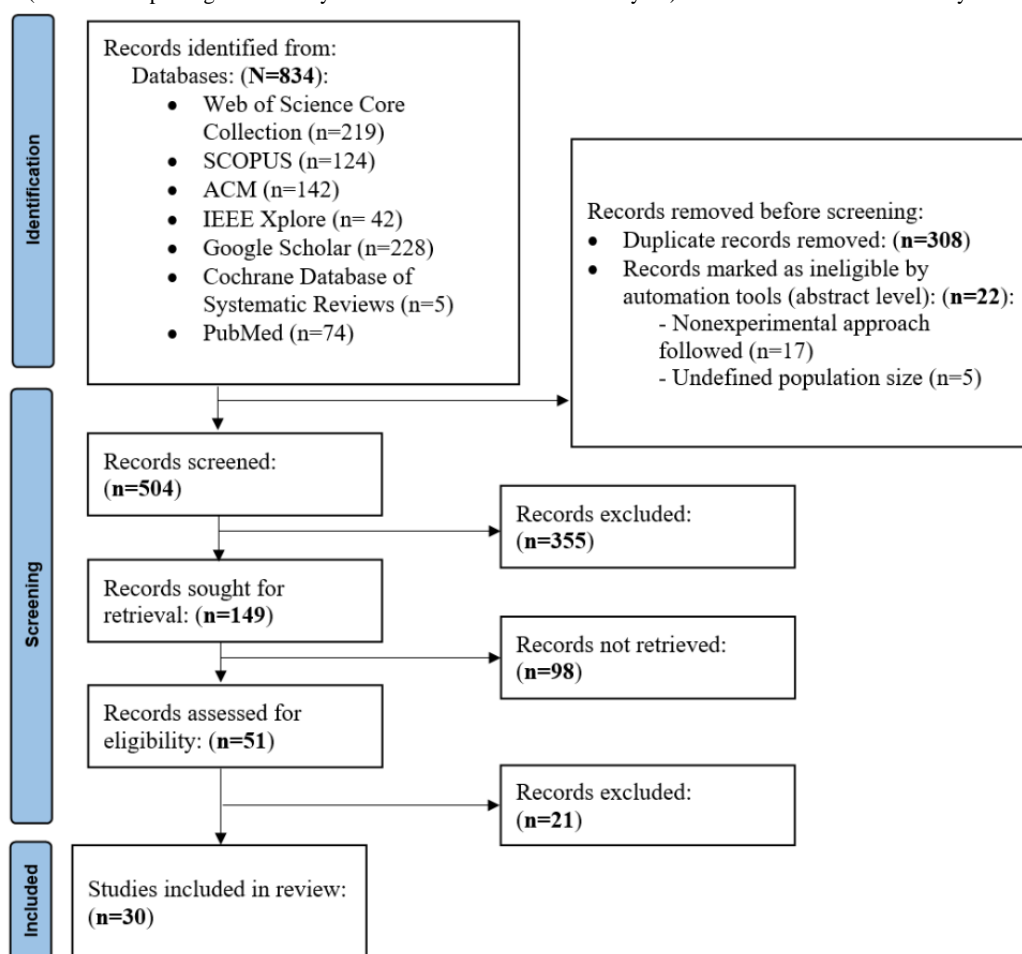 Identification
Records identified from:
Databases: (N=834):
• Web of Science Core
Collection (n=219)
• SCOPUS (n=124)
• ACM (n=142)
• IEEE Xplore (n= 42)
• Google Scholar (n=228)
• Cochrane Database of
Systematic Reviews (n=5)
• PubMed (n=74)
Records removed before screening:
• Duplicate records removed: (n=308)
• Records marked as ineligible by
automation tools (abstract level): (n=22):
- Nonexperimental approach
followed (n=17)
- Undefined population size (n=5)
Screening
Records screened:
(n=504)
Records excluded:
(n=355)
Records sought for
retrieval: (n=149)
Records not retrieved:
(n=98)
Records assessed for
eligibility: (n=51)
Records excluded:
(n=21)
Included
Studies included in review:
(n=30)